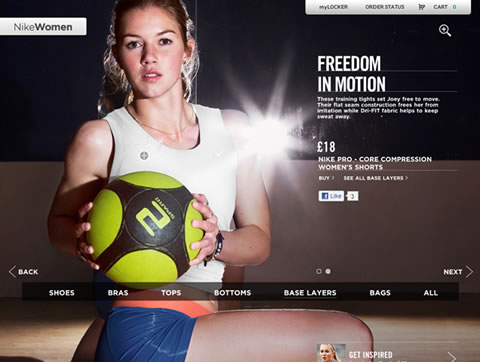 myLOCKER ORDER STATUS CART 0
NikeWomen
FREEDOM
IN MOTION
These training tights set Joey free to move.
Their flat seam construction frees her from
irritation while Dri-FIT fabric helps to keep
sweat away.
£18
NIKE PRO - CORE COMPRESSION
WOMEN'S SHORTS
BUY > SEE ALL BASE LAYERS >
Like 3
2
BACK
NEXT
SHOES BRAS TOPS BOTTOMS BASE LAYERS BAGS ALL
GET INSPIRED